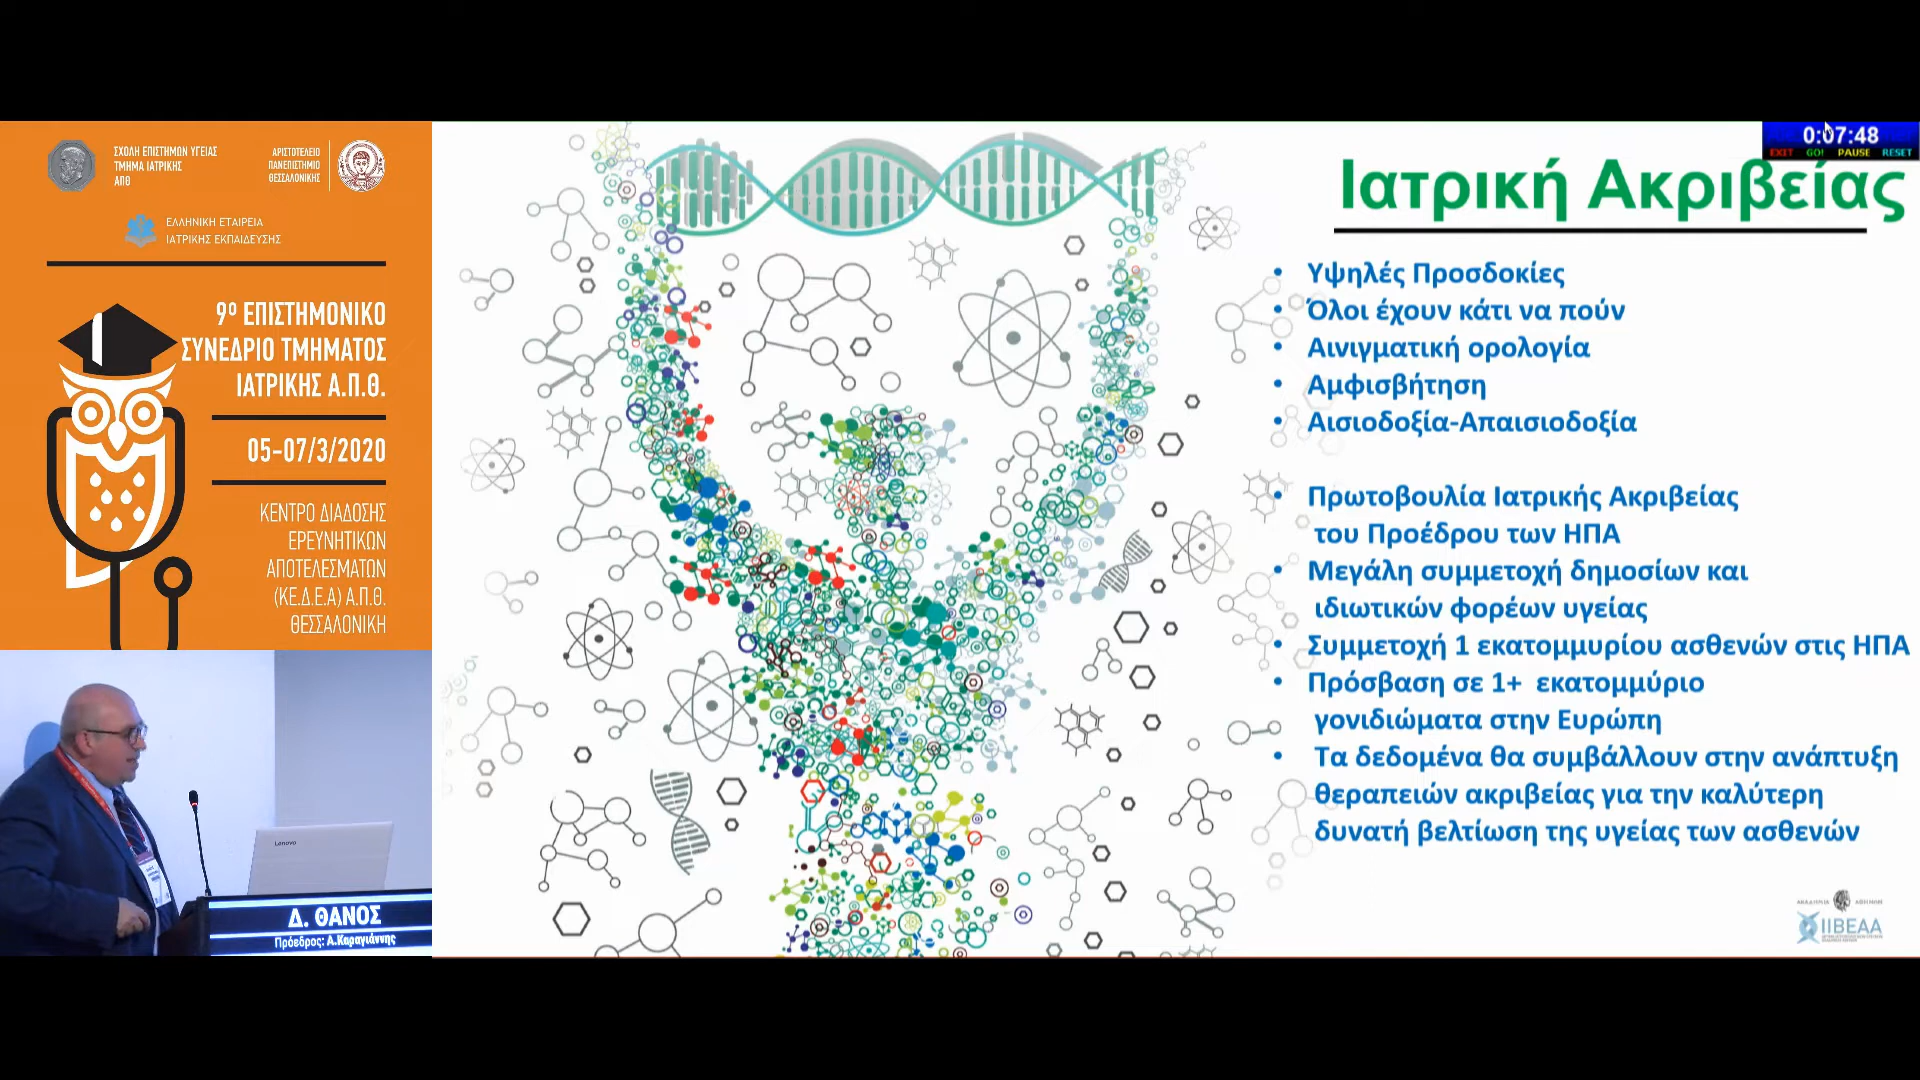 ΣΧΟΛΗ ΕΠΙΣΤΗΜΩΝ ΥΓΕΙΑΣ
ΤΜΗΜΑ ΙΑΤΡΙΚΗΣ
ΑΠΘ
ΑΡΙΣΤΟΤΕΛΕΙΟ
ΠΑΝΕΠΙΣΤΗΜΙΟ
ΘΕΣΣΑΛΟΝΙΚΗΣ
ΕΛΛΗΝΙΚΗ ΕΤΑΙΡΕΙΑ
ΙΑΤΡΙΚΗΣ ΕΚΠΑΙΔΕΥΣΗΣ
9ο ΕΠΙΣΤΗΜΟΝΙΚΟ
ΣΥΝΕΔΡΙΟ ΤΜΗΜΑΤΟΣ
ΙΑΤΡΙΚΗΣ Α.Π.Θ.
05-07/3/2020
ΚΕΝΤΡΟ ΔΙΑΔΟΣΗΣ
ΕΡΕΥΝΗΤΙΚΩΝ
ΑΠΟΤΕΛΕΣΜΑΤΩΝ
(ΚΕ.Δ.Ε.Α) Α.Π.Θ.
ΘΕΣΣΑΛΟΝΙΚΗ
Lenovo
Δ. ΘΑΝΟΣ
Πρόεδρος: Α.Καραγιάννης
0:07:48
EXIT GO! PAUSE RESET
Ιατρική Ακριβείας
• Υψηλές Προσδοκίες
• Όλοι έχουν κάτι να πούν
• Αινιγματική ορολογία
• Αμφισβήτηση
• Αισιοδοξία-Απαισιοδοξία
• Πρωτοβουλία Ιατρικής Ακριβείας
του Προέδρου των ΗΠΑ
• Μεγάλη συμμετοχή δημοσίων και
ιδιωτικών φορέων υγείας
• Συμμετοχή 1 εκατομμυρίου ασθενών στις ΗΠΑ
• Πρόσβαση σε 1+ εκατομμύριο
γονιδιώματα στην Ευρώπη
• Τα δεδομένα θα συμβάλλουν στην ανάπτυξη
θεραπειών ακριβείας για την καλύτερη
δυνατή βελτίωση της υγείας των ασθενών
ΑΚΑΔΗΜΙΑ ΑΘΗΝΩΝ
ΙΙΒΕΑΑ